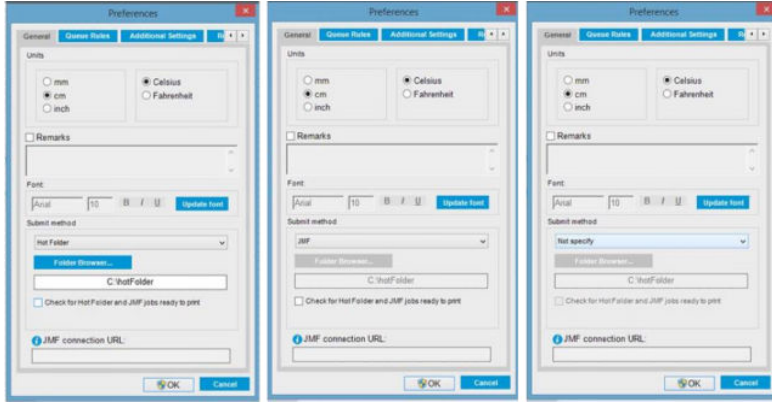 Preferences
General Queue Rules Additional Settings
Units
mm
cm
inch
Celsius
Fahrenheit
Remarks
Font:
Arial 10 B I U Update font
Submit method
Hot Folder
Folder Browser...
C:\hotFolder
Check for Hot Folder and JMF jobs ready to print
JMF connection URL:
OK Cancel
Preferences
General Queue Rules Additional Settings
Units
mm
cm
inch
Celsius
Fahrenheit
Remarks
Font:
Arial 10 B I U Update font
Submit method
JMF
Folder Browser...
C:\hotFolder
Check for Hot Folder and JMF jobs ready to print
JMF connection URL:
OK Cancel
Preferences
General Queue Rules Additional Settings
Units
mm
cm
inch
Celsius
Fahrenheit
Remarks
Font:
Arial 10 B I U Update font
Submit method
Not specify
Folder Browser...
C:\hotFolder
Check for Hot Folder and JMF jobs ready to print
JMF connection URL:
OK Cancel